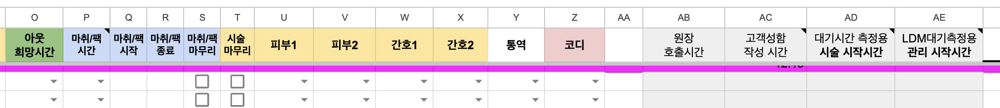 O P Q R S T U V W X Y Z AA AB AC AD AE
아웃 희망시간
마취/팩 시간
마취/팩 시작
마취/팩 종료
마취/팩 마무리
시술 마무리
피부1
피부2
간호1
간호2
통역
코디
원장 호출시간
고객성함 작성 시간
대기시간 측정용 시술 시작시간
LDM대기측정용 관리 시작시간